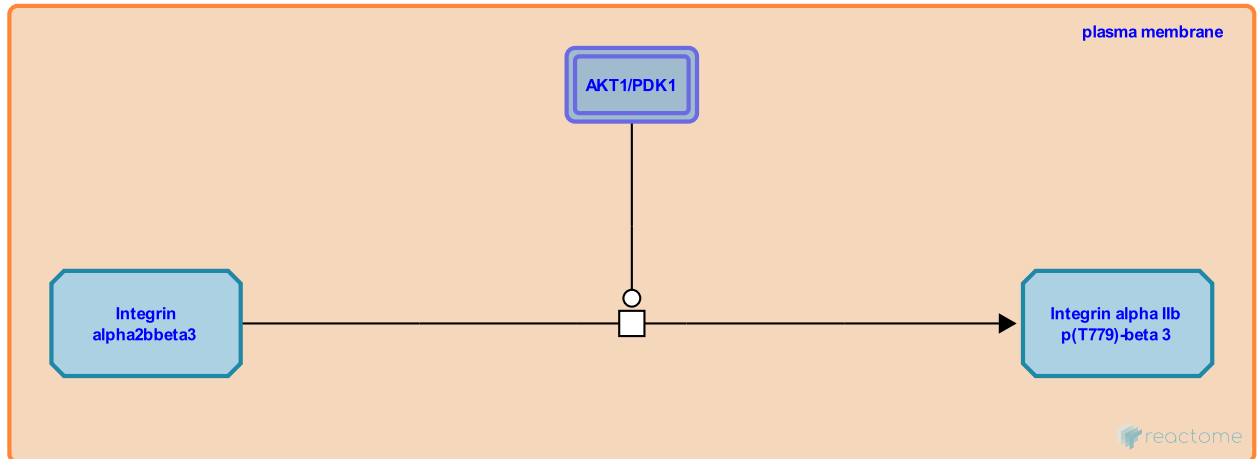 plasma membrane
AKT1/PDK1
Integrin
alpha2bbeta3
Integrin alpha IIb
p(T779)-beta 3
reactome